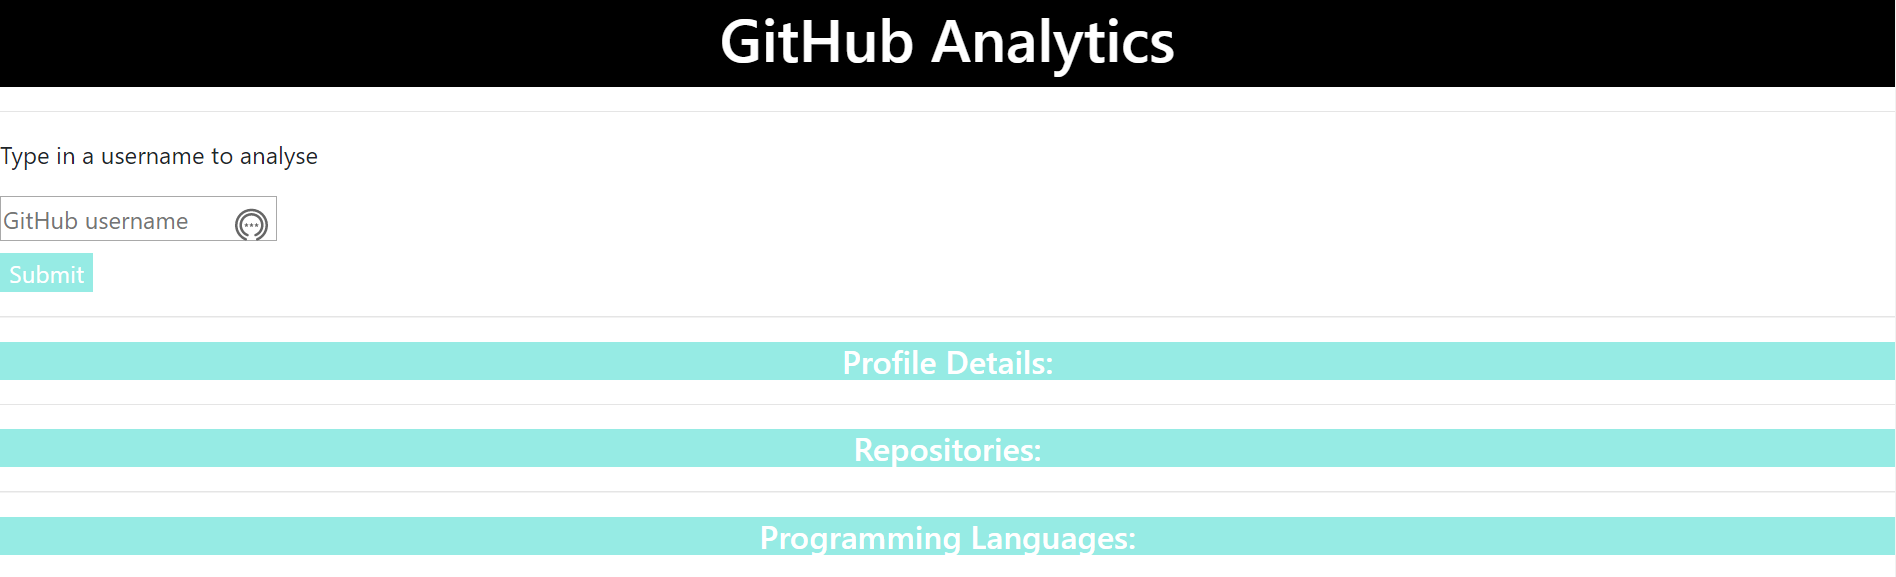 GitHub Analytics
Type in a username to analyse
GitHub username
Submit
Profile Details:
Repositories:
Programming Languages: